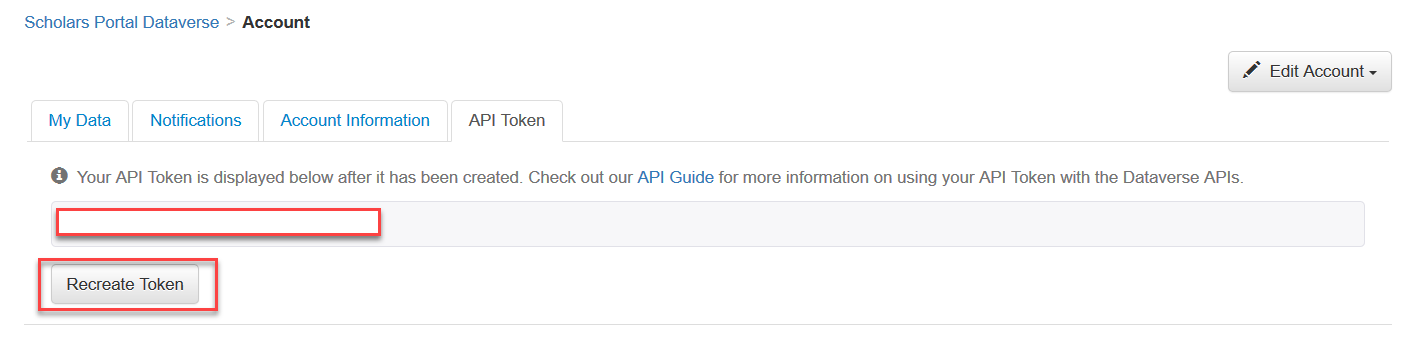 Scholars Portal Dataverse > Account
Edit Account
My Data Notifications Account Information API Token
Your API Token is displayed below after it has been created. Check out our API Guide for more information on using your API Token with the Dataverse APIs.
Recreate Token